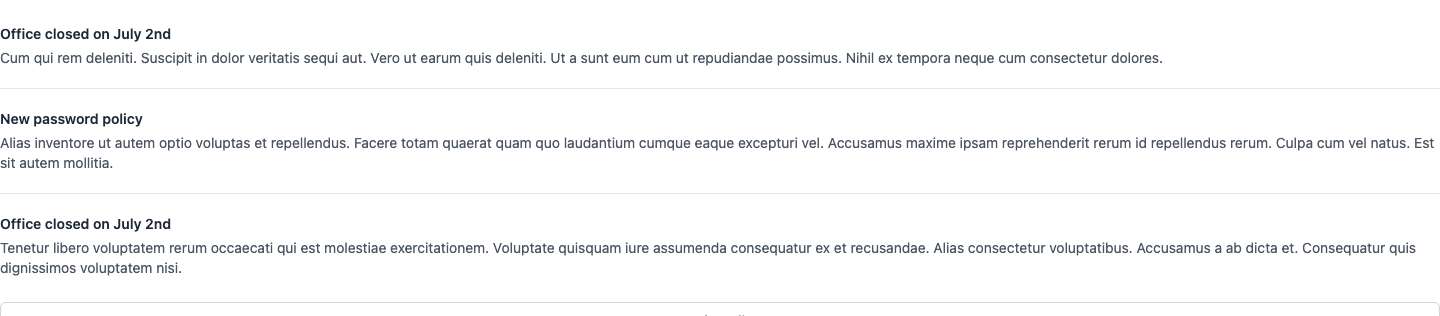 Office closed on July 2nd
Cum qui rem deleniti. Suscipit in dolor veritatis sequi aut. Vero ut earum quis deleniti. Ut a sunt eum cum ut repudiandae possimus. Nihil ex tempora neque cum consectetur dolores.
New password policy
Alias inventore ut autem optio voluptas et repellendus. Facere totam quaerat quam quo laudantium cumque eaque excepturi vel. Accusamus maxime ipsam reprehenderit rerum id repellendus rerum. Culpa cum vel natus. Est
sit autem mollitia.
Office closed on July 2nd
Tenetur libero voluptatem rerum occaecati qui est molestiae exercitationem. Voluptate quisquam iure assumenda consequatur ex et recusandae. Alias consectetur voluptatibus. Accusamus a ab dicta et. Consequatur quis
dignissimos voluptatem nisi.